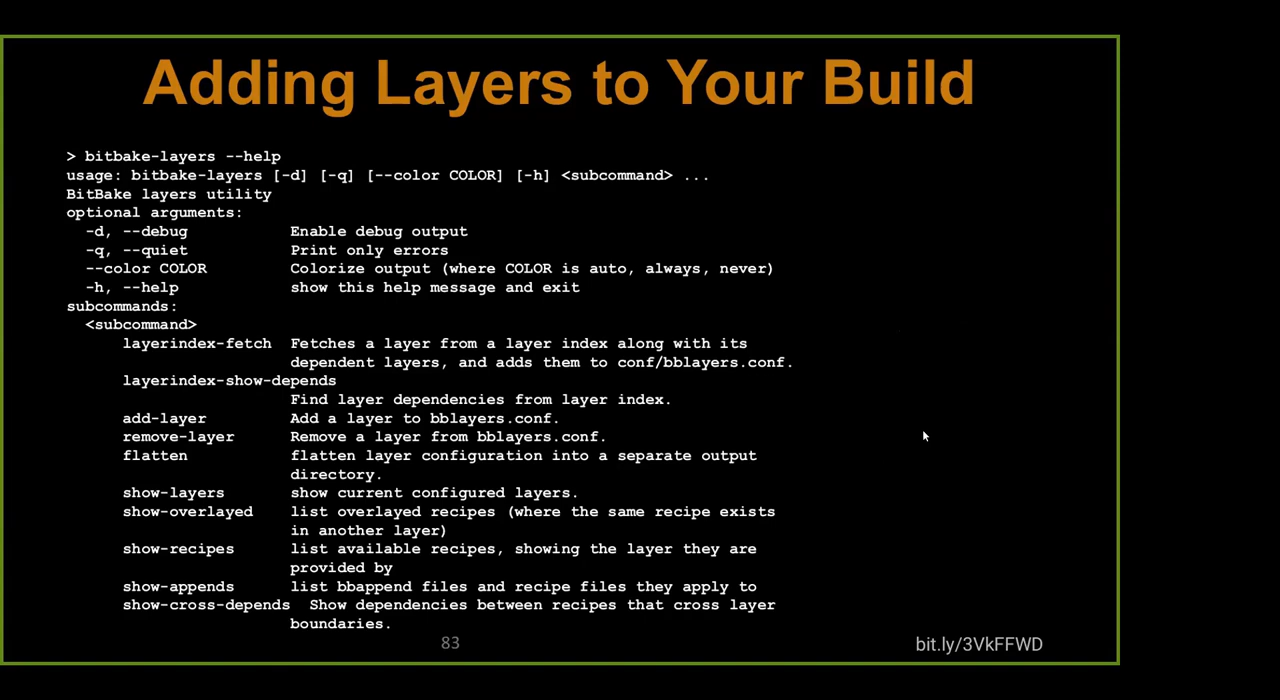 Adding Layers to Your Build
> bitbake-layers --help
usage: bitbake-layers [-d] [-q] [--color COLOR] [-h] <subcommand> ...
BitBake layers utility
optional arguments:
-d, --debug Enable debug output
-q, --quiet Print only errors
--color COLOR Colorize output (where COLOR is auto, always, never)
-h, --help show this help message and exit
subcommands:
<subcommand>
layerindex-fetch Fetches a layer from a layer index along with its
dependent layers, and adds them to conf/bblayers.conf.
layerindex-show-depends
Find layer dependencies from layer index.
add-layer Add a layer to bblayers.conf.
remove-layer Remove a layer from bblayers.conf.
flatten flatten layer configuration into a separate output
directory.
show-layers show current configured layers.
show-overlayed list overlayed recipes (where the same recipe exists
in another layer)
show-recipes list available recipes, showing the layer they are
provided by
show-appends list bbappend files and recipe files they apply to
show-cross-depends Show dependencies between recipes that cross layer
boundaries.
83
bit.ly/3VkFFWD